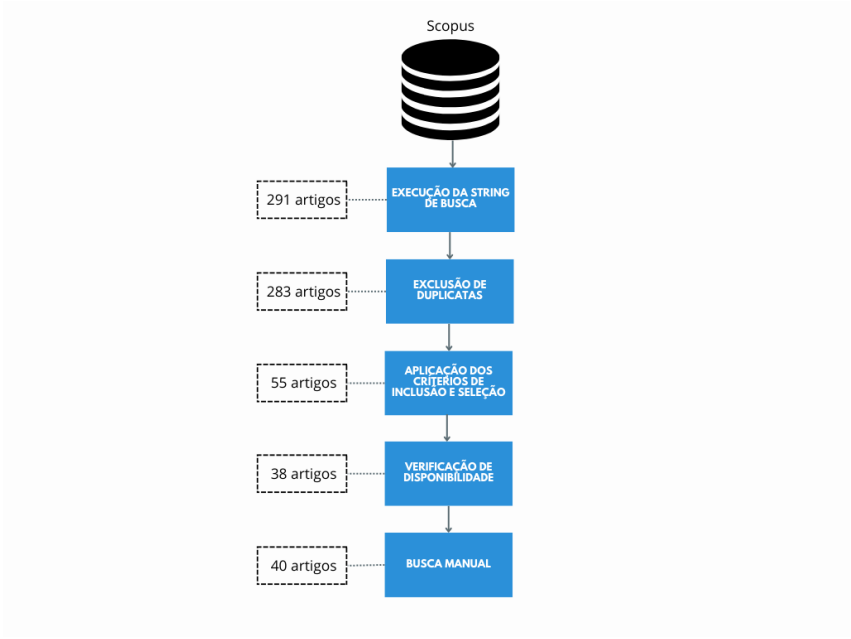 Scopus
291 artigos
EXECUÇÃO DA STRING
DE BUSCA
283 artigos
EXCLUSÃO DE
DUPLICATAS
55 artigos
APLICAÇÃO DOS
CRITÉRIOS DE
INCLUSÃO E SELEÇÃO
38 artigos
VERIFICAÇÃO DE
DISPONIBILIDADE
40 artigos
BUSCA MANUAL